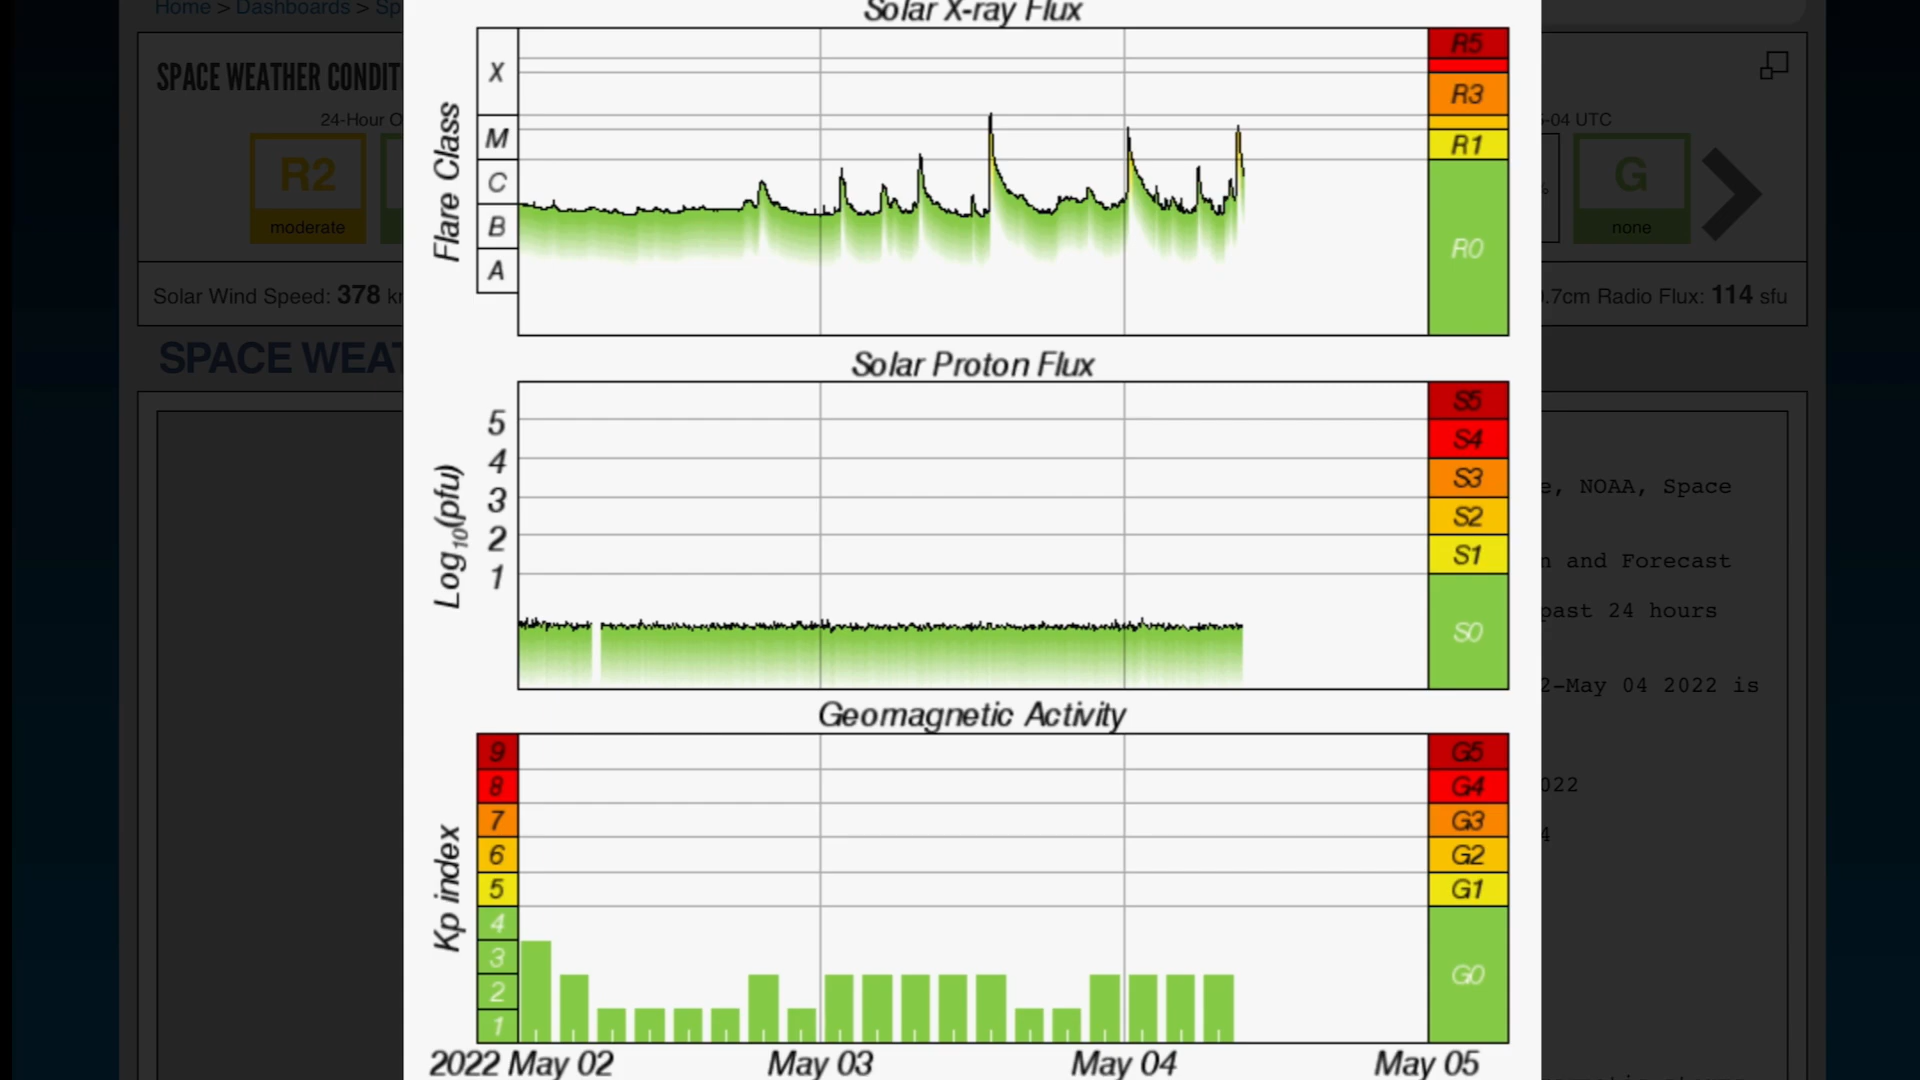 Home > Dashboards > Sp
Solar X-ray Flux
SPACE WEATHER CONDIT
24-Hour O
R2
moderate
-04 UTC
G
none
Solar Wind Speed: 378 k
.7cm Radio Flux: 114 sfu
SPACE WEAT
Flare Class
X
M
C
B
A
R5
R3
R1
R0
Solar Proton Flux
Log10(pfu)
5
4
3
2
1
S5
S4
S3
S2
S1
S0
e, NOAA, Space
n and Forecast
past 24 hours
2-May 04 2022 is
022
4
Geomagnetic Activity
Kp index
9
8
7
6
5
4
3
2
1
G5
G4
G3
G2
G1
G0
2022 May 02 May 03 May 04 May 05